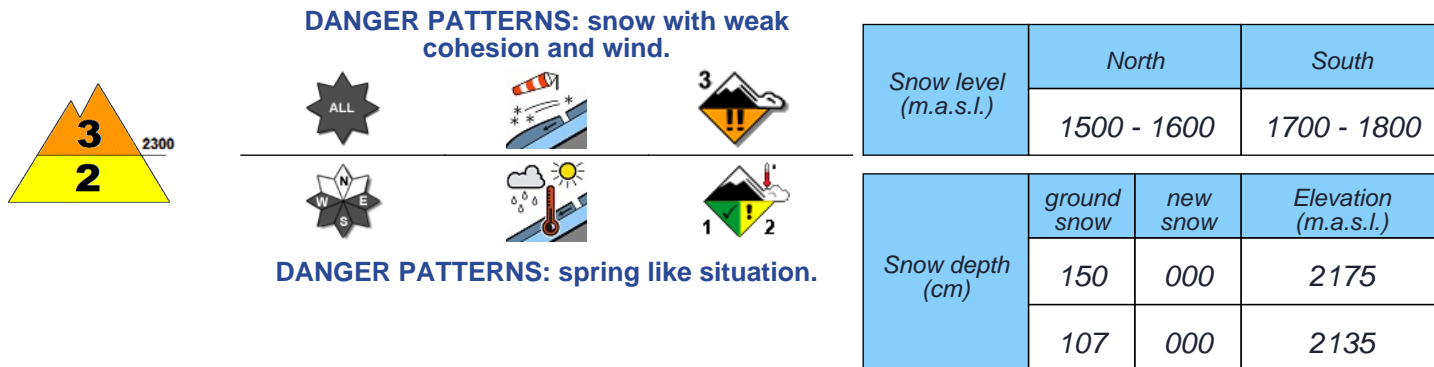 3
2300
2
DANGER PATTERNS: snow with weak
cohesion and wind.
ALL
3
!!
N
W E
S
!
1 2
DANGER PATTERNS: spring like situation.
Snow level
(m.a.s.l.)
North South
1500 - 1600 1700 - 1800
Snow depth
(cm)
ground
snow
new
snow
Elevation
(m.a.s.l.)
150 000 2175
107 000 2135